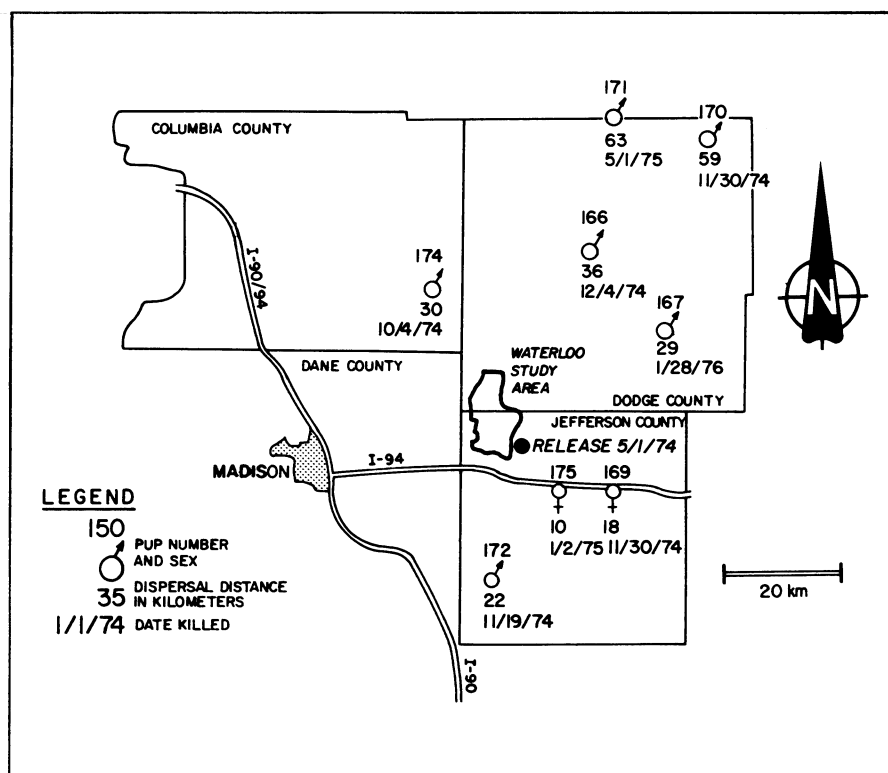 171
170
COLUMBIA COUNTY
63
59
5/1/75
11/30/74
166
174
I-90/94
36
12/4/74
30
10/4/74
N
167
29
1/28/76
WATERLOO
STUDY
AREA
DANE COUNTY
DODGE COUNTY
JEFFERSON COUNTY
RELEASE 5/1/74
MADISON
I-94
175
169
10
18
1/2/75
11/30/74
172
22
11/19/74
20 km
I-90
LEGEND
150
PUP NUMBER
AND SEX
35
DISPERSAL DISTANCE
IN KILOMETERS
1/1/74 DATE KILLED